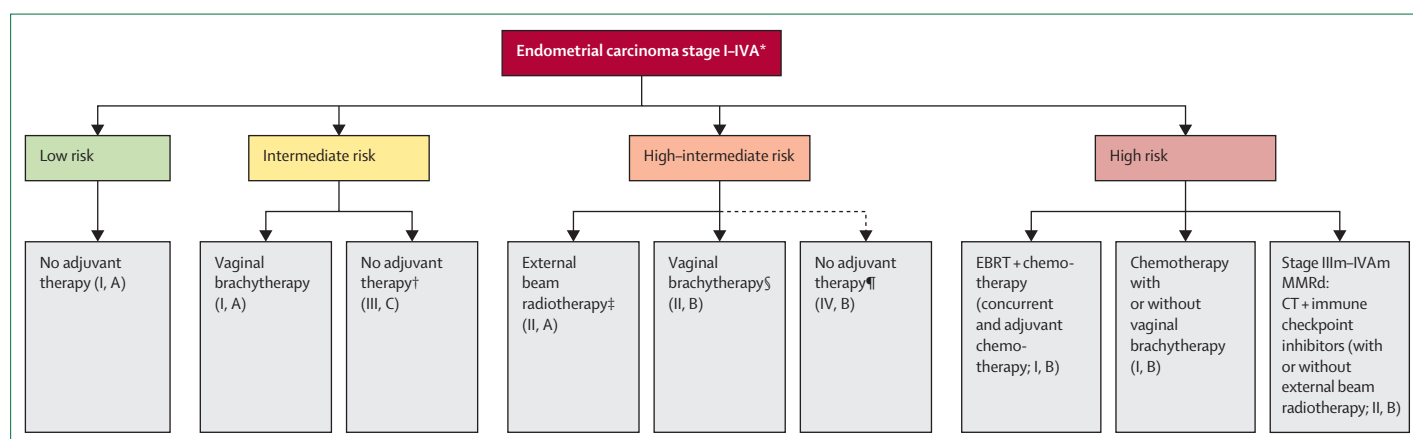 Endometrial carcinoma stage I–IVA*
Low risk
Intermediate risk
High–intermediate risk
High risk
No adjuvant
therapy (I, A)
Vaginal
brachytherapy
(I, A)
No adjuvant
therapy†
(III, C)
External
beam
radiotherapy‡
(II, A)
Vaginal
brachytherapy§
(II, B)
No adjuvant
therapy¶
(IV, B)
EBRT + chemo-
therapy
(concurrent
and adjuvant
chemo-
therapy; I, B)
Chemotherapy
with
or without
vaginal
brachytherapy
(I, B)
Stage IIIm–IVAm
MMRd:
CT + immune
checkpoint
inhibitors (with
or without
external beam
radiotherapy; II, B)